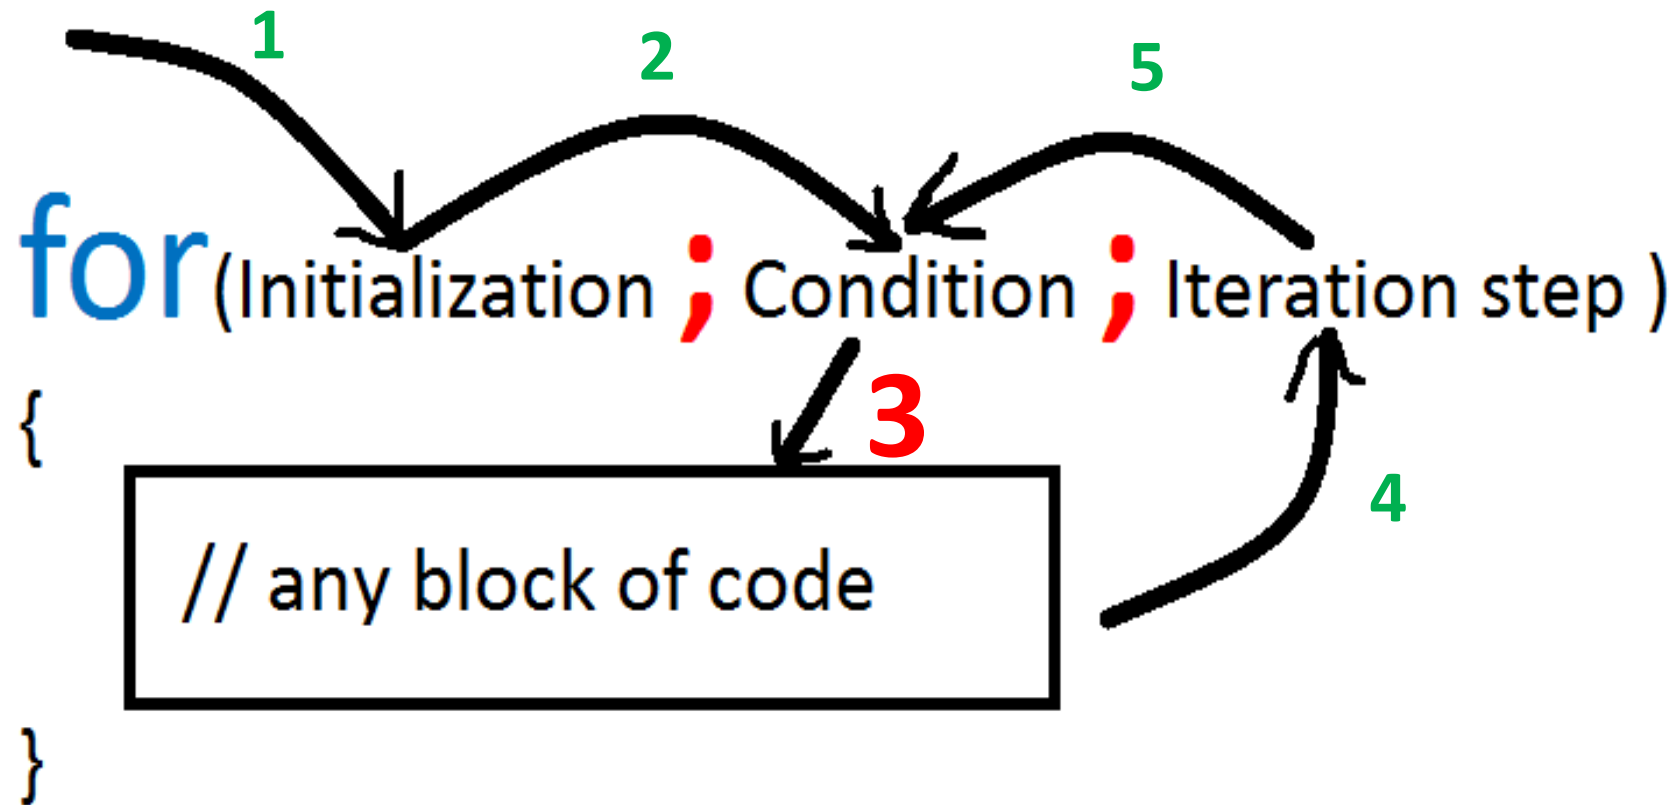 1 2 5
for(Initialization ; Condition ; Iteration step )
{ 3
4
// any block of code
}